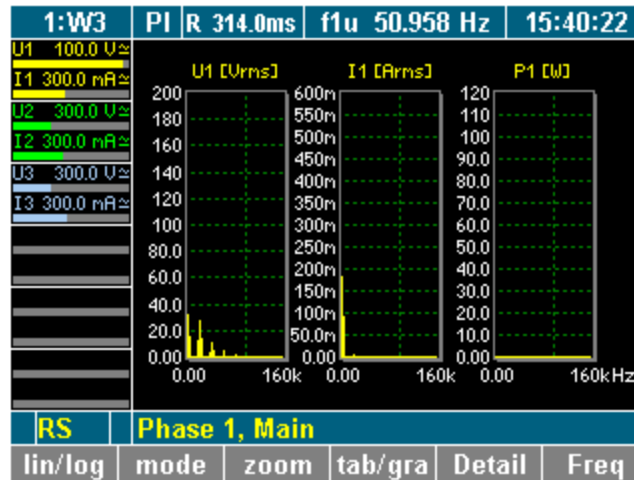 1:W3 PI R 314.0ms f1u 50.958 Hz 15:40:22
U1 100.0 V≃
I1 300.0 mA≃
U2 300.0 V≃
I2 300.0 mA≃
U3 300.0 V≃
I3 300.0 mA≃
U1 [Vrms] I1 [Arms] P1 [W]
200 600m 120
180 550m 110
160 500m 100
140 450m 90.0
120 400m 80.0
100 350m 70.0
80.0 300m 60.0
60.0 250m 50.0
40.0 200m 40.0
20.0 150m 30.0
0.00 100m 20.0
50.0m 10.0
0.00 0.00
0.00 160k 0.00 160k 0.00 160kHz
RS Phase 1, Main
lin/log mode zoom tab/gra Detail Freq